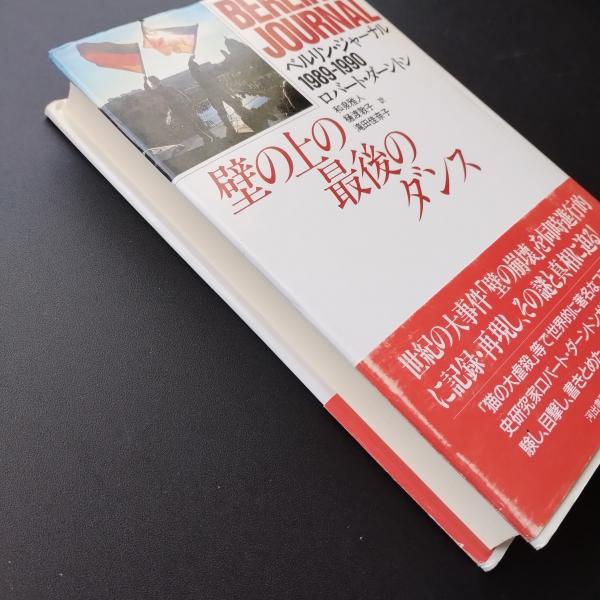 BERLIN
JOURNAL
ベルリン・ジャーナル
1989-1990
ロバート・ダーントン
和泉雅人
樋渡敦子 訳
滝田佳奈子
壁の上の
最後の
ダンス
世紀の大事件「壁の崩壊」を同時進行的
に記録・再現し、その謎と真相に迫る
「猫の大虐殺」等で世界的に著名な
史研究家ロバート・ダーントンが
験し、目撃し、書きとめた
河出書